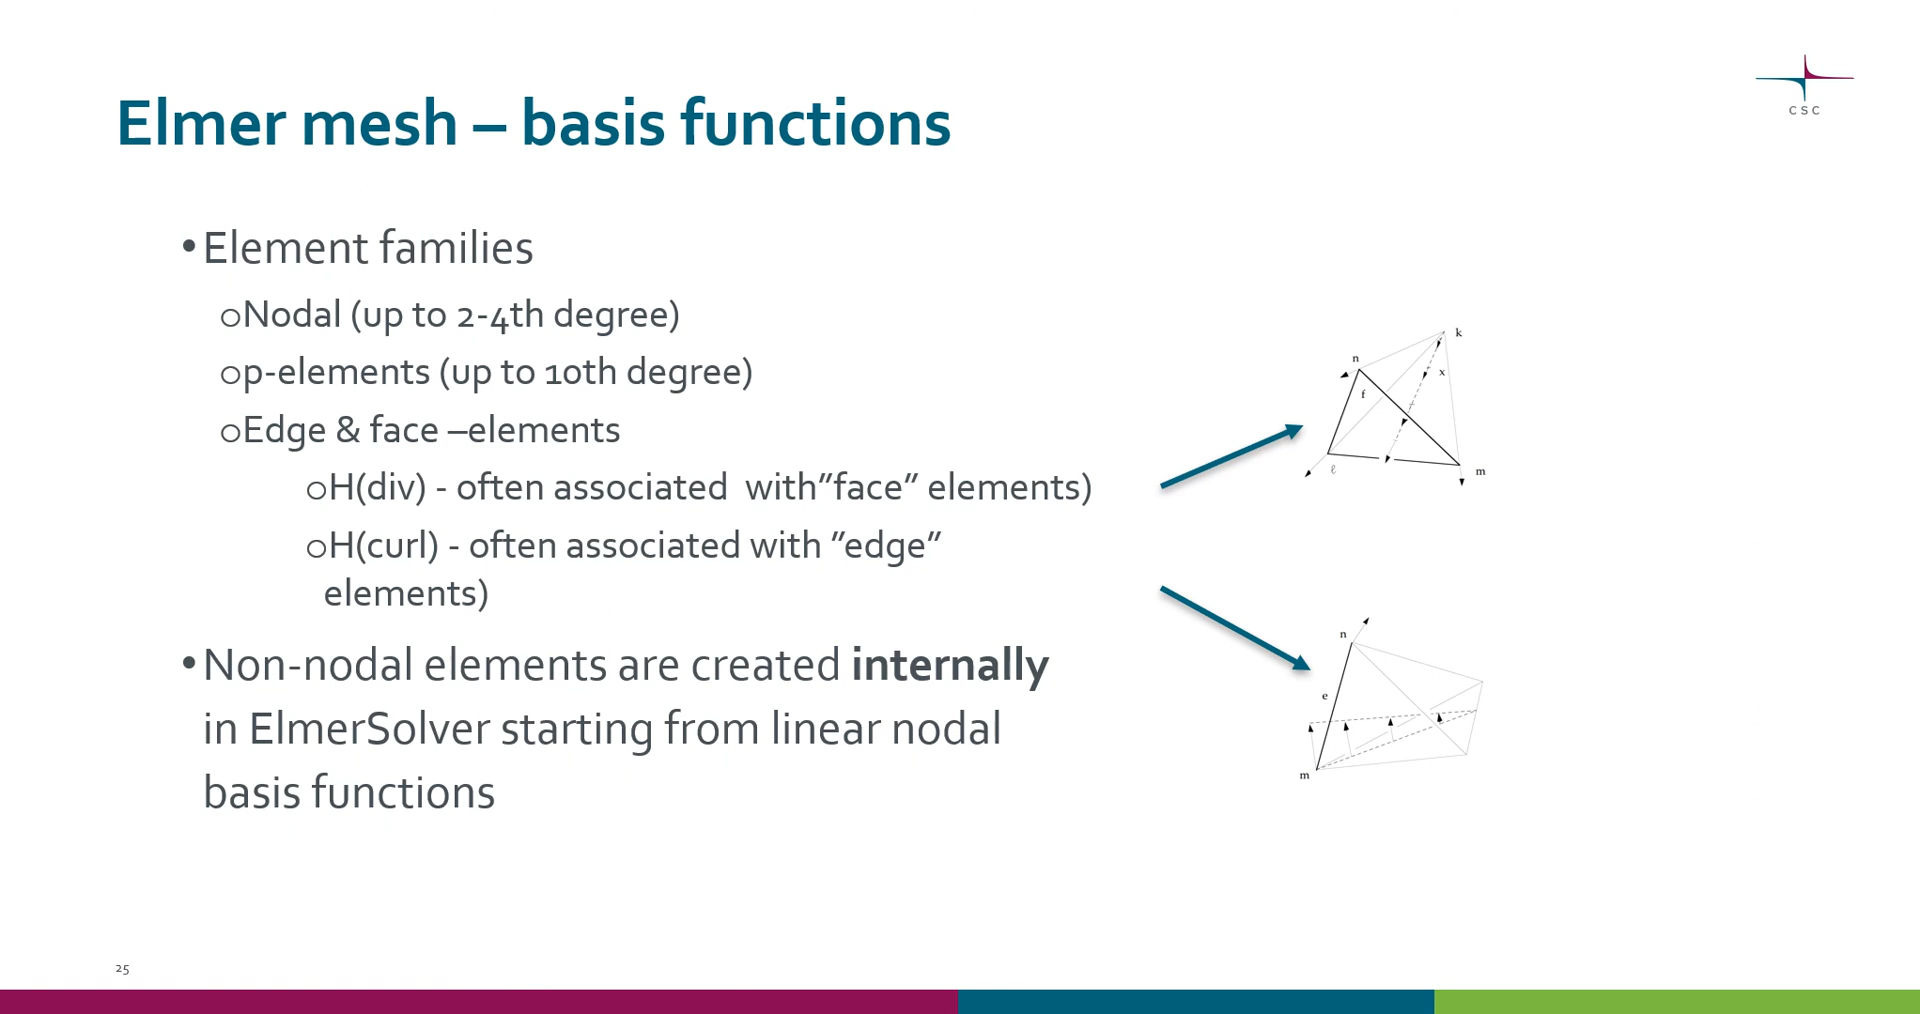 CSC
Elmer mesh – basis functions
•Element families
oNodal (up to 2-4th degree)
op-elements (up to 10th degree)
oEdge & face –elements
oH(div) - often associated  with”face” elements)
oH(curl) - often associated with ”edge”
elements)
•Non-nodal elements are created internally
in ElmerSolver starting from linear nodal
basis functions
k
n
x
f
ℓ
m
n
e
m
25